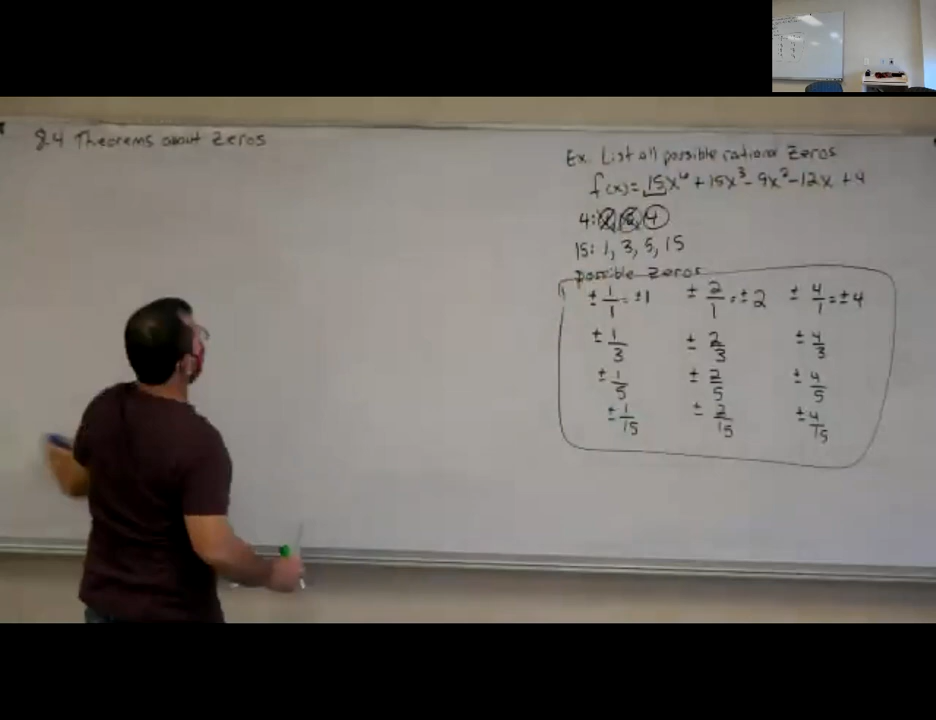 2.4 Theorems about Zeros
Ex. List all possible rational Zeros
f(x) = 15x⁶ + 15x³ - 9x² - 12x + 4
4: 1, 2, 4
15: 1, 3, 5, 15
possible zeros
± 1/1 = ±1 ± 2/1 = ± 2 ± 4/1 = ± 4
± 1/3 ± 2/3 ± 4/3
± 1/5 ± 2/5 ± 4/5
± 1/15 ± 2/15 ± 4/15